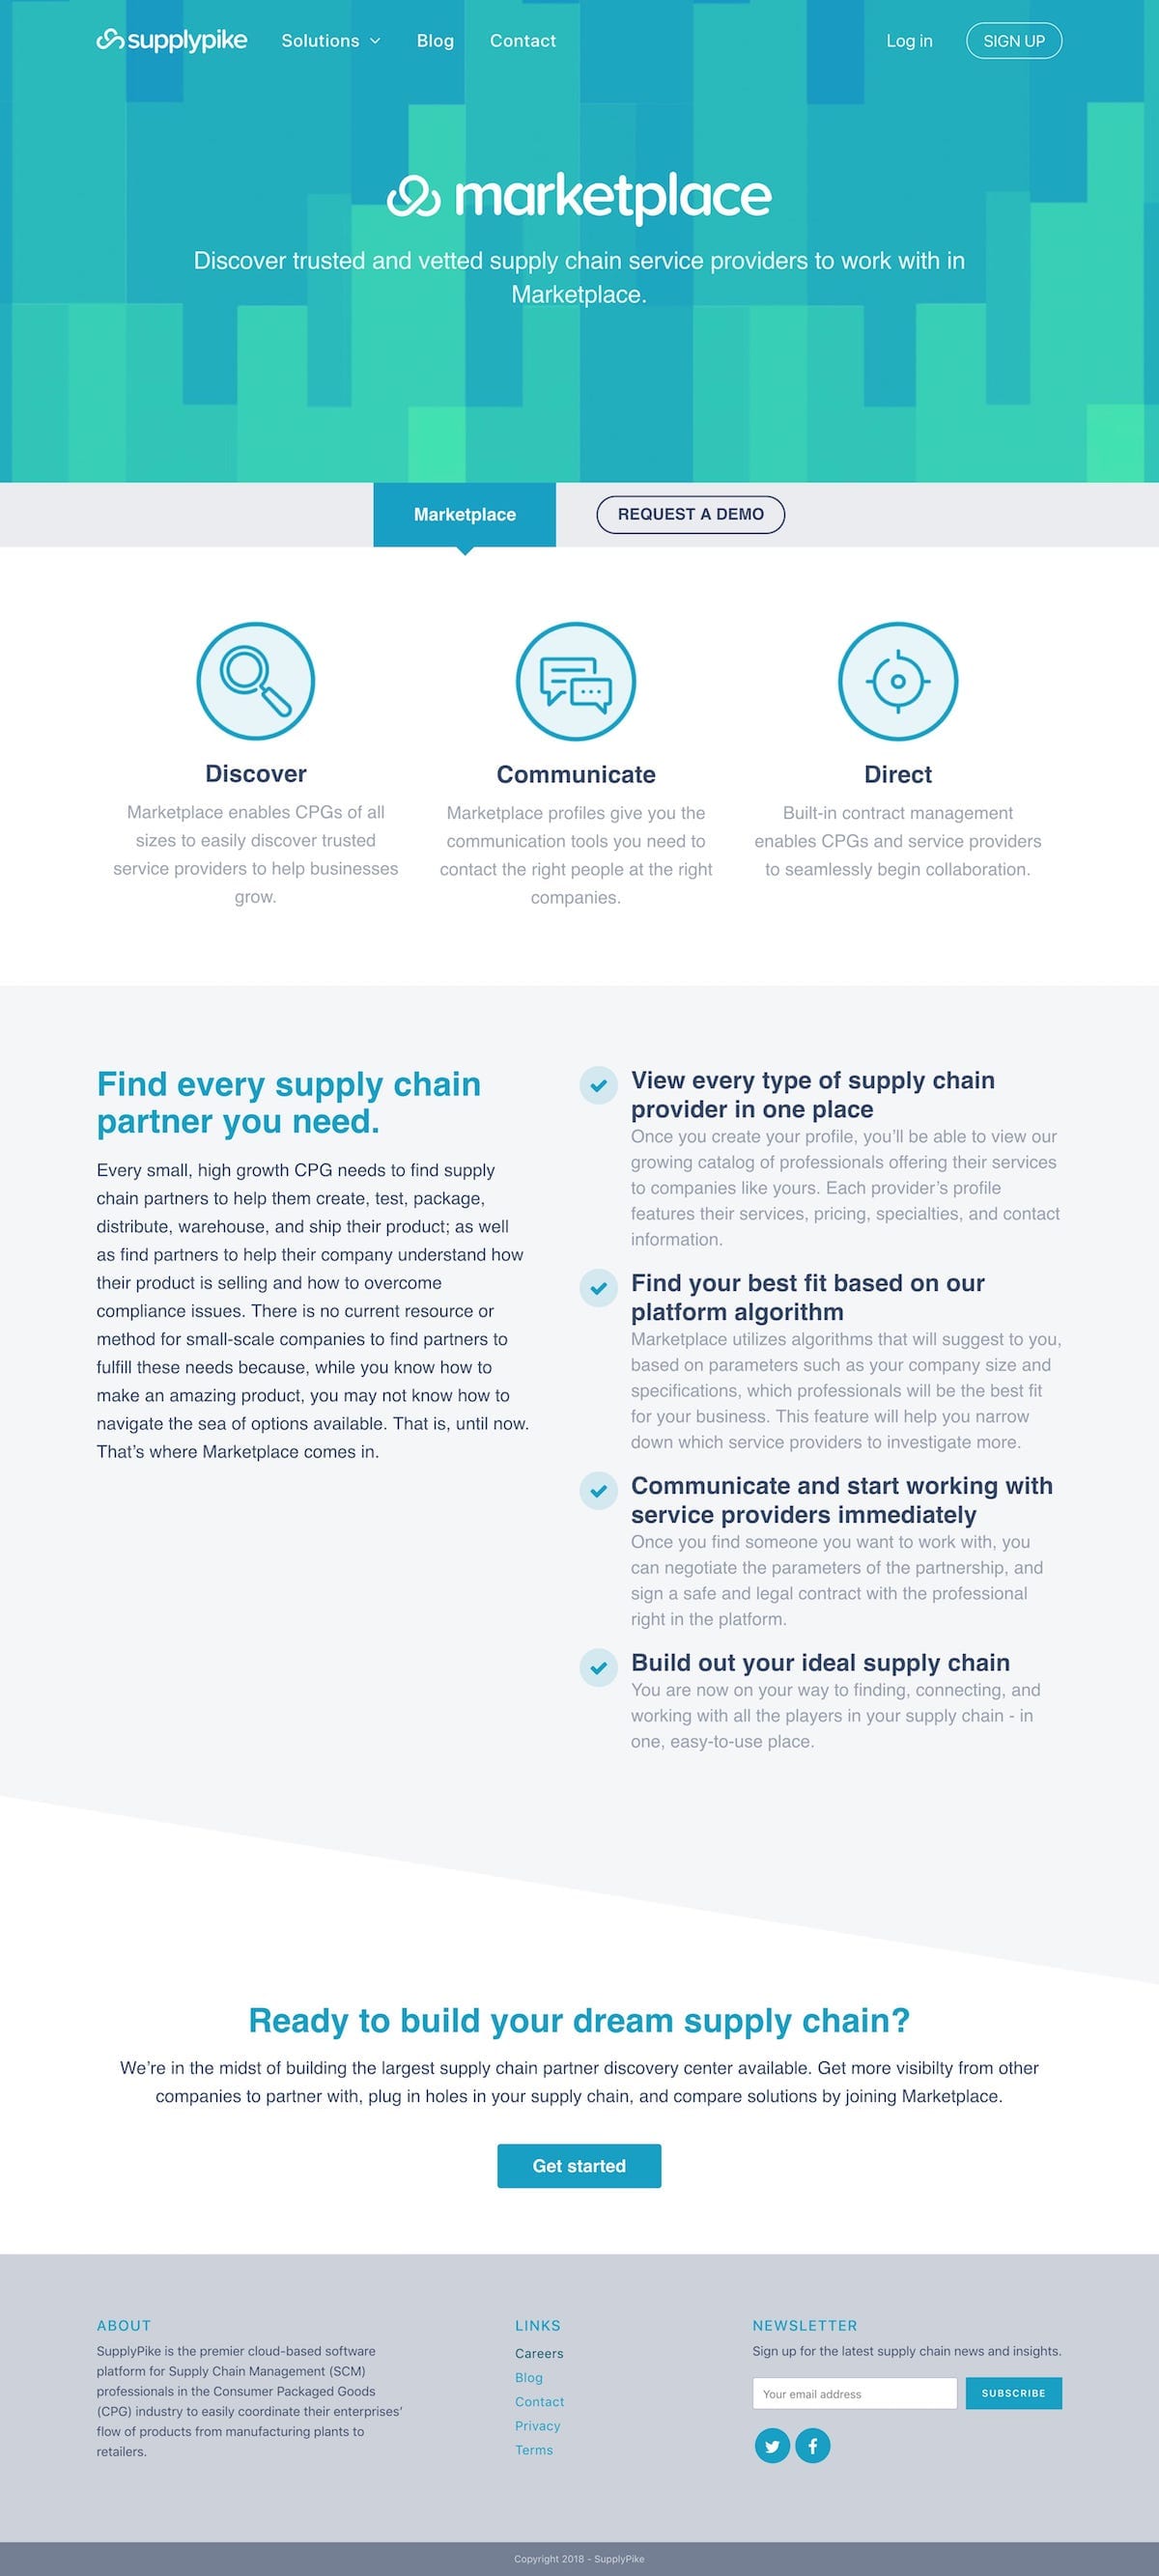 supplypike
Solutions
Blog
Contact
Log in
SIGN UP
marketplace
Discover trusted and vetted supply chain service providers to work with in
Marketplace.
Marketplace
REQUEST A DEMO
Discover
Marketplace enables CPGs of all
sizes to easily discover trusted
service providers to help businesses
grow.
Communicate
Marketplace profiles give you the
communication tools you need to
contact the right people at the right
companies.
Direct
Built-in contract management
enables CPGs and service providers
to seamlessly begin collaboration.
Find every supply chain
partner you need.
Every small, high growth CPG needs to find supply
chain partners to help them create, test, package,
distribute, warehouse, and ship their product; as well
as find partners to help their company understand how
their product is selling and how to overcome
compliance issues. There is no current resource or
method for small-scale companies to find partners to
fulfill these needs because, while you know how to
make an amazing product, you may not know how to
navigate the sea of options available. That is, until now.
That’s where Marketplace comes in.
View every type of supply chain
provider in one place
Once you create your profile, you’ll be able to view our
growing catalog of professionals offering their services
to companies like yours. Each provider’s profile
features their services, pricing, specialties, and contact
information.
Find your best fit based on our
platform algorithm
Marketplace utilizes algorithms that will suggest to you,
based on parameters such as your company size and
specifications, which professionals will be the best fit
for your business. This feature will help you narrow
down which service providers to investigate more.
Communicate and start working with
service providers immediately
Once you find someone you want to work with, you
can negotiate the parameters of the partnership, and
sign a safe and legal contract with the professional
right in the platform.
Build out your ideal supply chain
You are now on your way to finding, connecting, and
working with all the players in your supply chain - in
one, easy-to-use place.
Ready to build your dream supply chain?
We’re in the midst of building the largest supply chain partner discovery center available. Get more visibilty from other
companies to partner with, plug in holes in your supply chain, and compare solutions by joining Marketplace.
Get started
ABOUT
SupplyPike is the premier cloud-based software
platform for Supply Chain Management (SCM)
professionals in the Consumer Packaged Goods
(CPG) industry to easily coordinate their enterprises’
flow of products from manufacturing plants to
retailers.
LINKS
Careers
Blog
Contact
Privacy
Terms
NEWSLETTER
Sign up for the latest supply chain news and insights.
Your email address
SUBSCRIBE
Copyright 2018 - SupplyPike